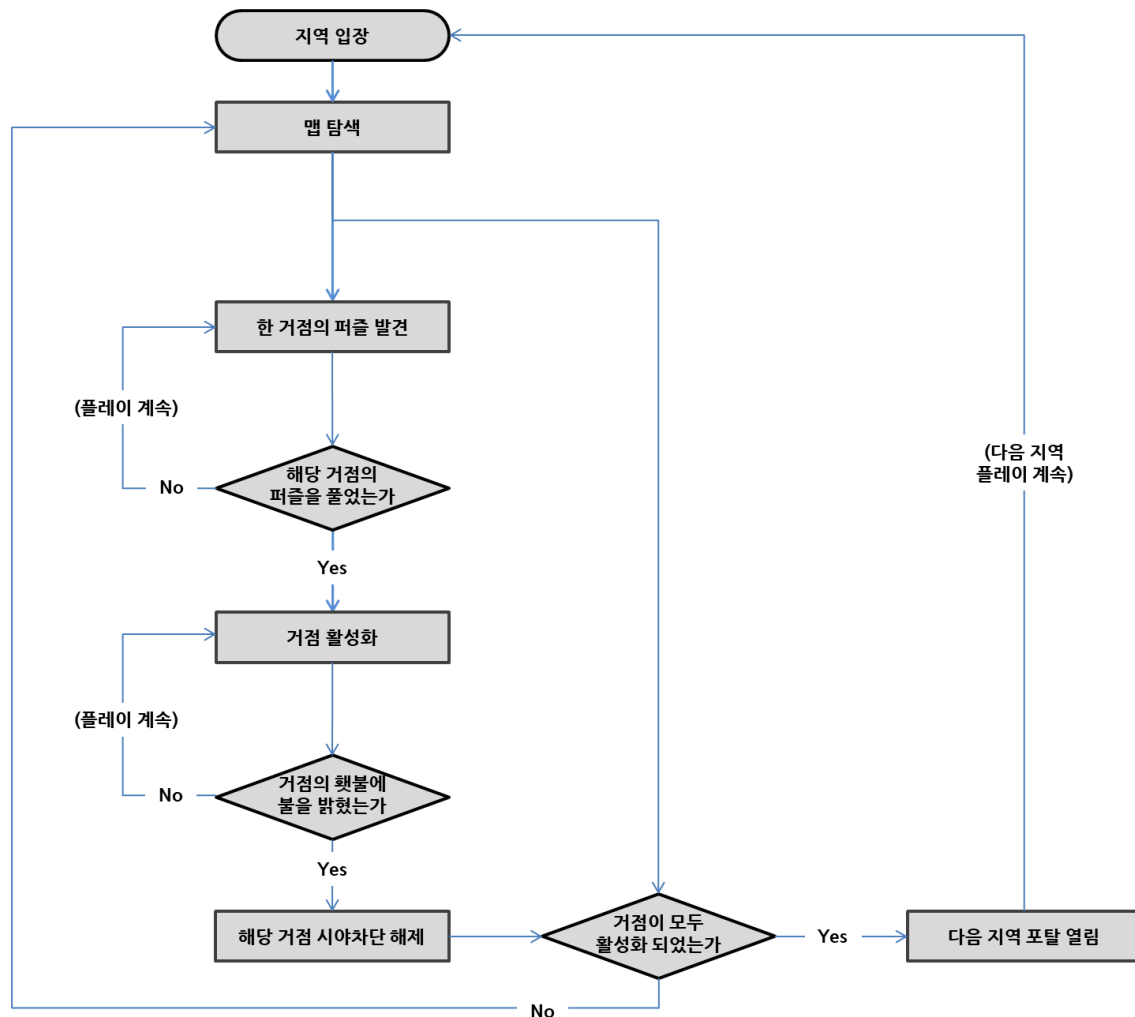 지역 입장
맵 탐색
한 거점의 퍼즐 발견
(플레이 계속)
해당 거점의
퍼즐을 풀었는가
No
Yes
거점 활성화
(플레이 계속)
거점의 횃불에
불을 밝혔는가
No
Yes
해당 거점 시야차단 해제
거점이 모두
활성화 되었는가
Yes
다음 지역 포탈 열림
(다음 지역
플레이 계속)
No